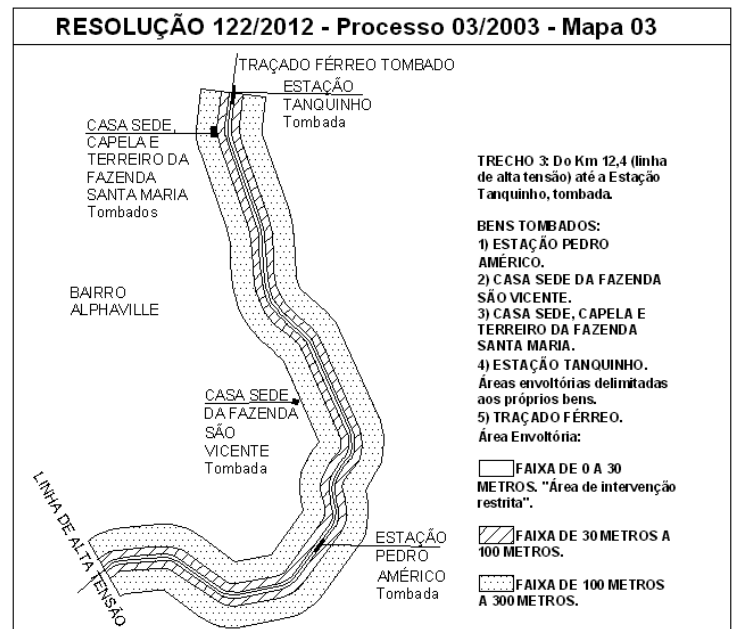 RESOLUÇÃO 122/2012 - Processo 03/2003 - Mapa 03
TRAÇADO FÉRREO TOMBADO
ESTAÇÃO
TANQUINHO
Tombada
CASA SEDE,
CAPELA E
TERREIRO DA
FAZENDA
SANTA MARIA
Tombados
BAIRRO
ALPHAVILLE
CASA SEDE
DA FAZENDA
SÃO
VICENTE
Tombada
LINHA DE ALTA TENSÃO
ESTAÇÃO
PEDRO
AMÉRICO
Tombada
TRECHO 3: Do Km 12,4 (linha
de alta tensão) até a Estação
Tanquinho, tombada.
BENS TOMBADOS:
1) ESTAÇÃO PEDRO
AMÉRICO.
2) CASA SEDE DA FAZENDA
SÃO VICENTE.
3) CASA SEDE, CAPELA E
TERREIRO DA FAZENDA
SANTA MARIA.
4) ESTAÇÃO TANQUINHO.
Áreas envoltórias delimitadas
aos próprios bens.
5) TRAÇADO FÉRREO.
Área Envoltória:
FAIXA DE 0 A 30
METROS. "Área de intervenção
restrita".
FAIXA DE 30 METROS A
100 METROS.
FAIXA DE 100 METROS
A 300 METROS.